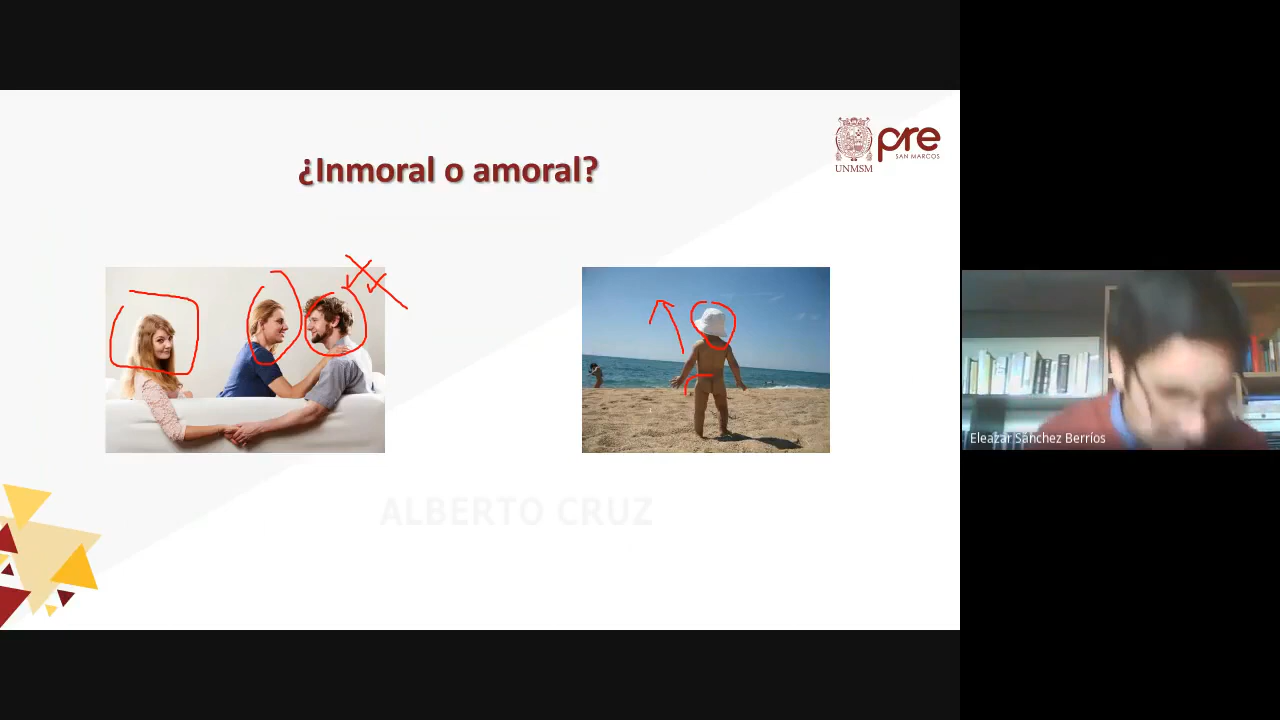 ¿Inmoral o amoral?
pre
SAN MARCOS
UNMSM
Eleazar Sánchez Berríos
ALBERTO CRUZ